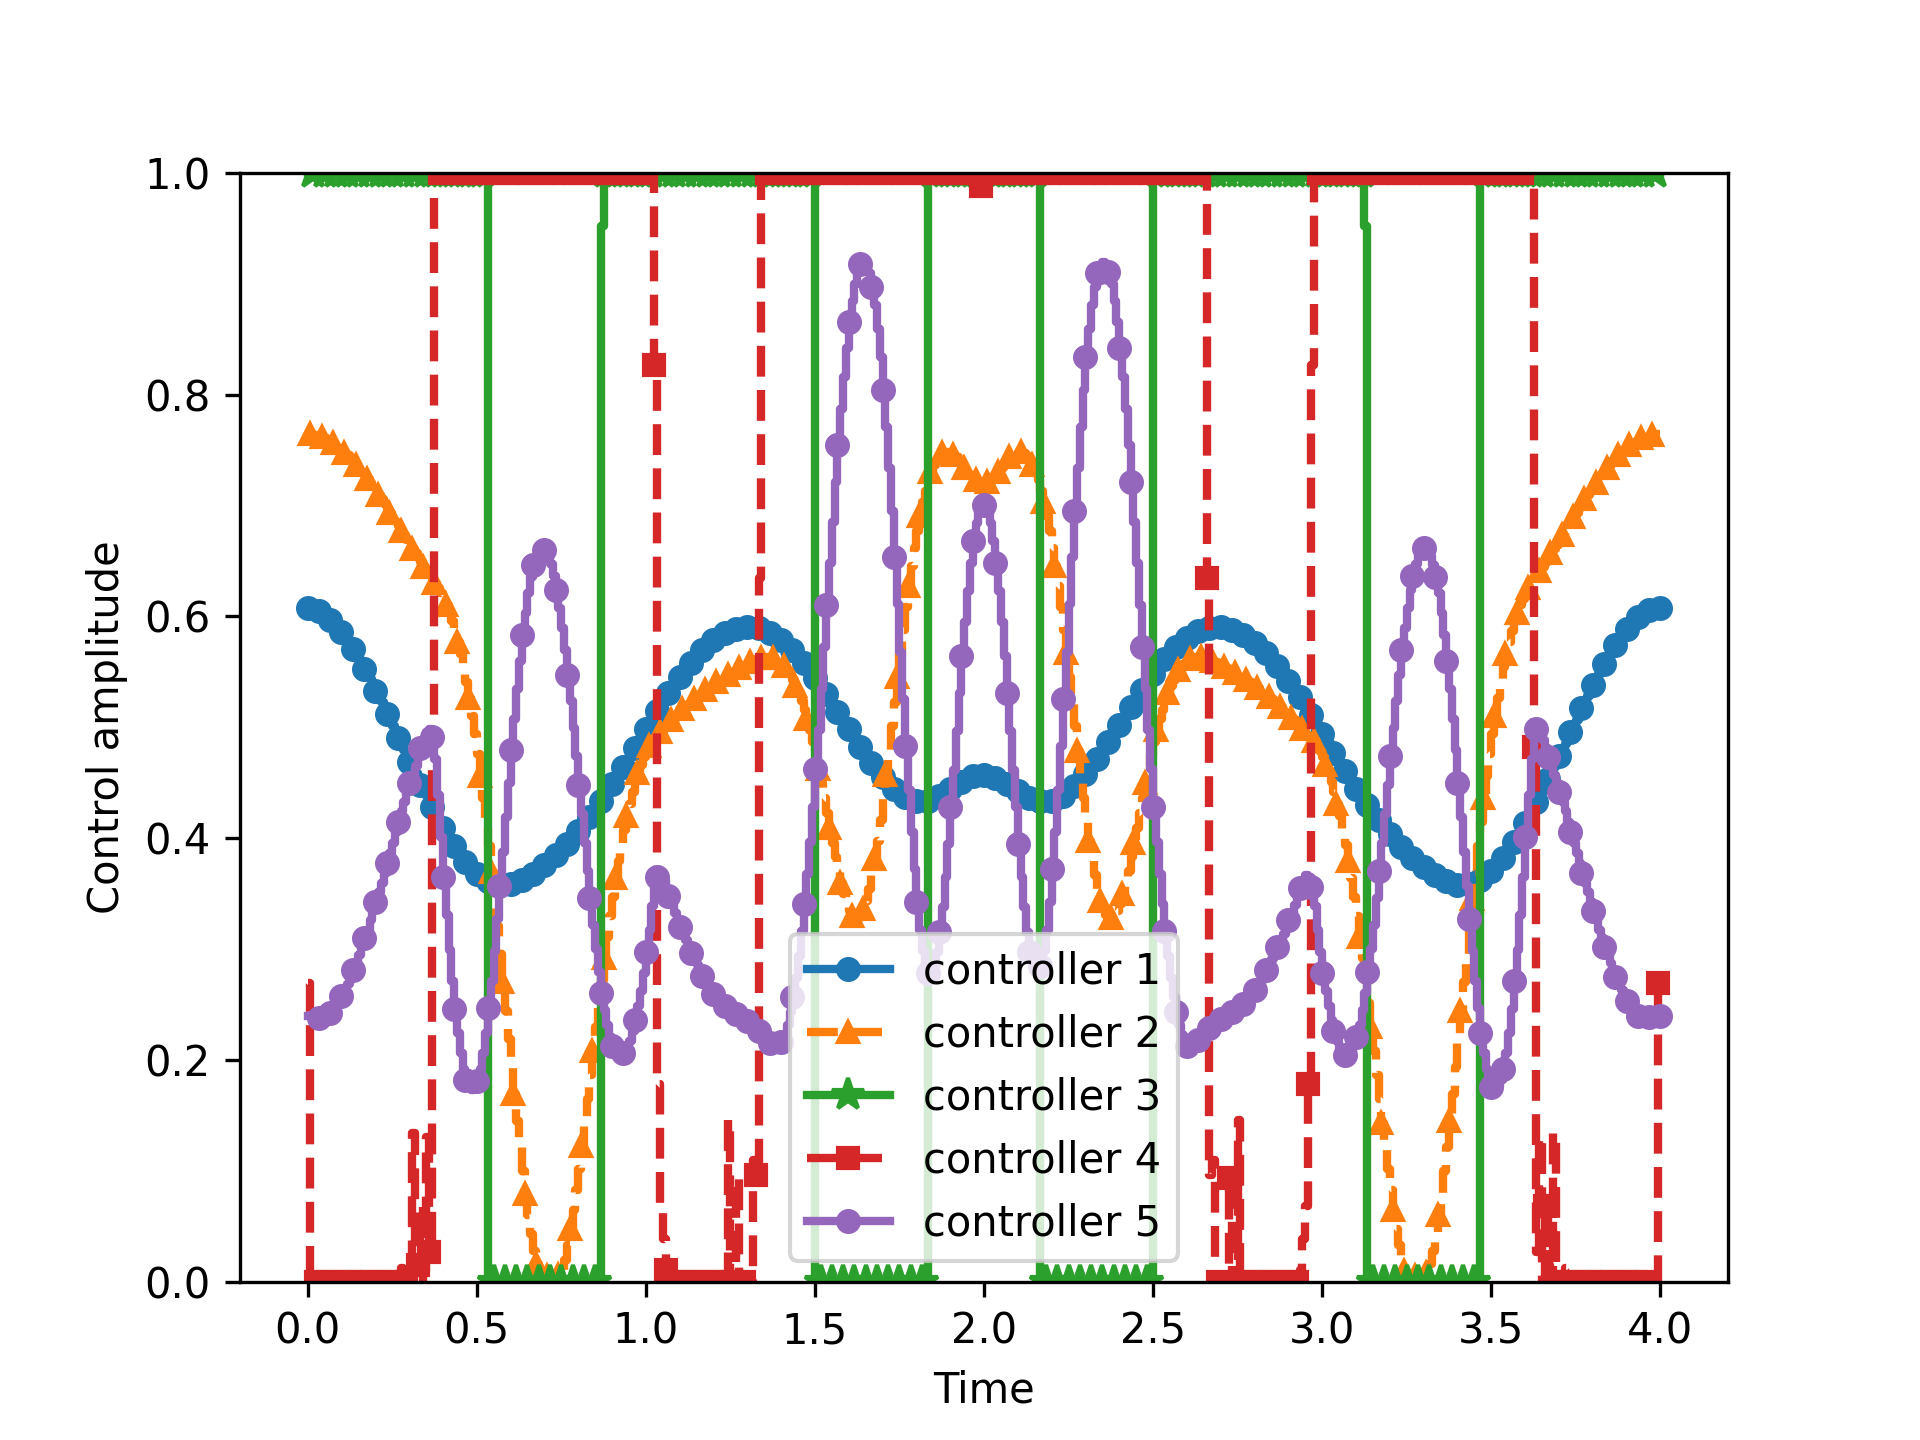 1.0
0.8
0.6
0.4
0.2
0.0
Control amplitude
controller 1
controller 2
controller 3
controller 4
controller 5
0.0 0.5 1.0 1.5 2.0 2.5 3.0 3.5 4.0
Time